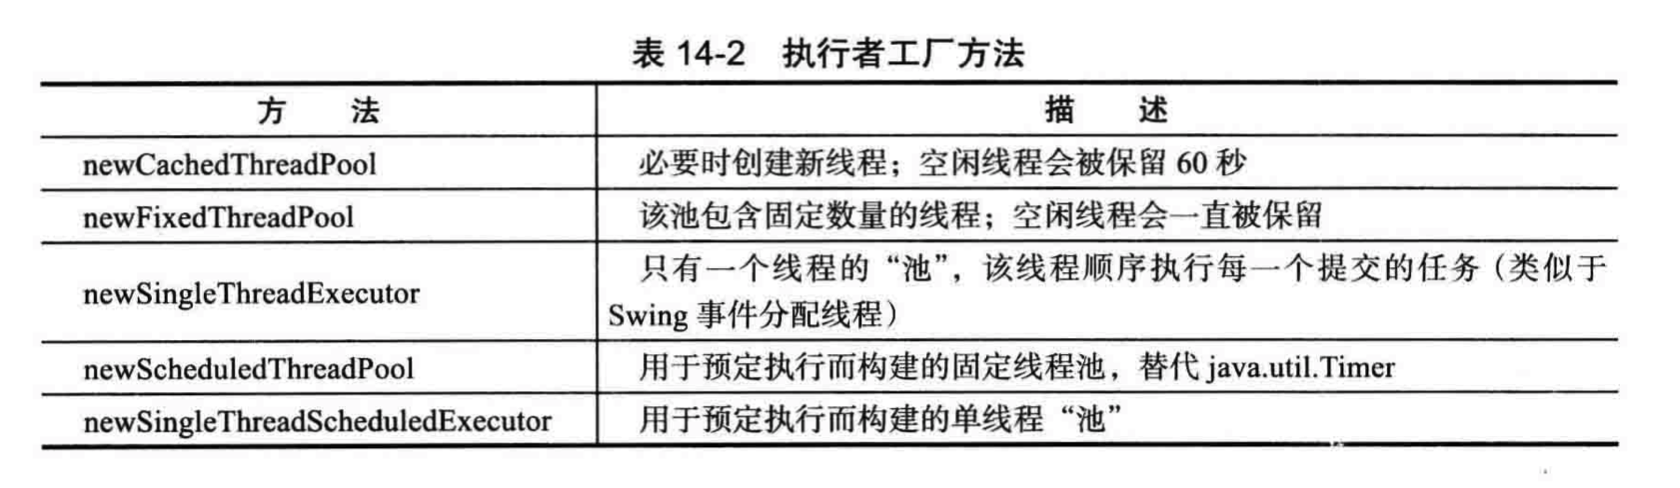 表 14-2 执行者工厂方法
方 法 描 述
newCachedThreadPool 必要时创建新线程；空闲线程会被保留 60 秒
newFixedThreadPool 该池包含固定数量的线程；空闲线程会一直被保留
newSingleThreadExecutor 只有一个线程的“池”，该线程顺序执行每一个提交的任务（类似于
Swing 事件分配线程）
newScheduledThreadPool 用于预定执行而构建的固定线程池，替代 java.util.Timer
newSingleThreadScheduledExecutor 用于预定执行而构建的单线程“池”